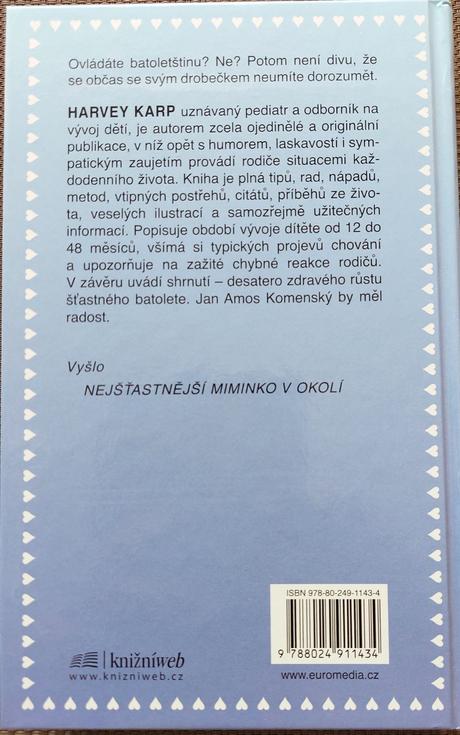 Ovládáte batoletštinu? Ne? Potom není divu, že
se občas se svým drobečkem neumíte dorozumět.
HARVEY KARP uznávaný pediatr a odborník na
vývoj dětí, je autorem zcela ojedinělé a originální
publikace, v níž opět s humorem, laskavostí i sym-
patickým zaujetím provádí rodiče situacemi kaž-
dodenního života. Kniha je plná tipů, rad, nápadů,
metod, vtipných postřehů, citátů, příběhů ze živo-
ta, veselých ilustrací a samozřejmě užitečných
informací. Popisuje období vývoje dítěte od 12 do
48 měsíců, všímá si typických projevů chování
a upozorňuje na zažité chybné reakce rodičů.
V závěru uvádí shrnutí – desatero zdravého růstu
šťastného batolete. Jan Amos Komenský by měl
radost.
Vyšlo
NEJŠŤASTNĚJŠÍ MIMINKO V OKOLÍ
ISBN 978-80-249-1143-4
9 788024 911434
knižníweb
www.knizniweb.cz
www.euromedia.cz